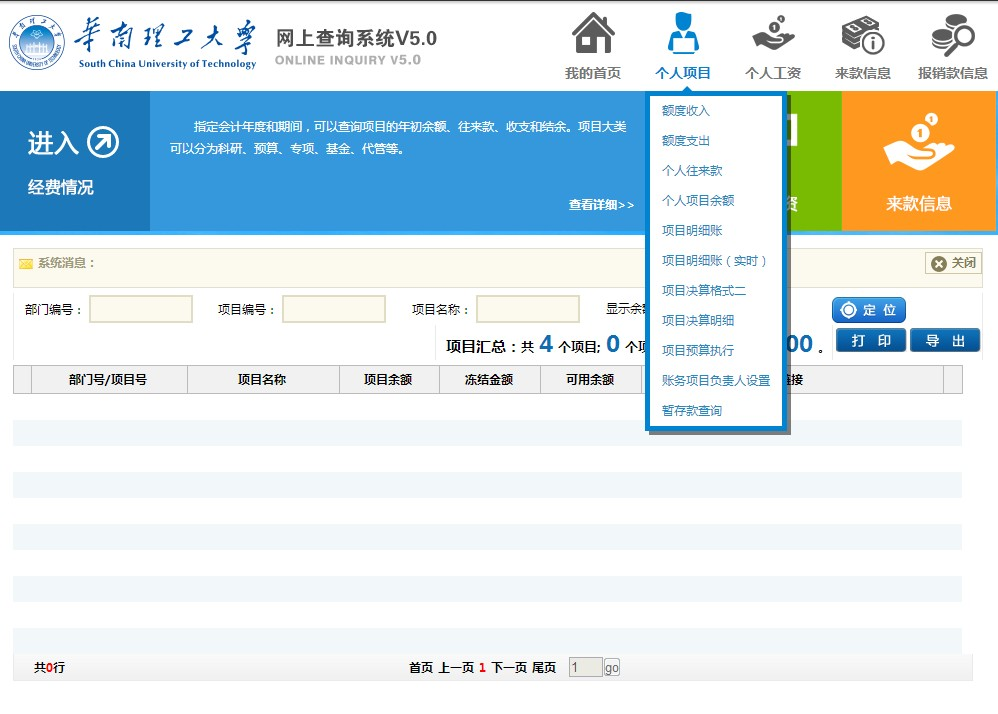 華南理工大学
South China University of Technology
网上查询系统V5.0
ONLINE INQUIRY V5.0
我的首页
个人项目
个人工资
来款信息
报销款信息
进入
经费情况
指定会计年度和期间，可以查询项目的年初余额、往来款、收支和结余。项目大类
可以分为科研、预算、专项、基金、代管等。
查看详细>>
额度收入
额度支出
个人往来款
个人项目余额
项目明细账
项目明细账（实时）
项目决算格式二
项目决算明细
项目预算执行
账务项目负责人设置
暂存款查询
资
来款信息
系统消息：
关闭
部门编号：
项目编号：
项目名称：
显示余
定 位
项目汇总：共 4 个项目; 0 个项
00 。
打 印
导 出
部门号/项目号
项目名称
项目余额
冻结金额
可用余额
接
共0行
首页 上一页 1 下一页 尾页
1
go